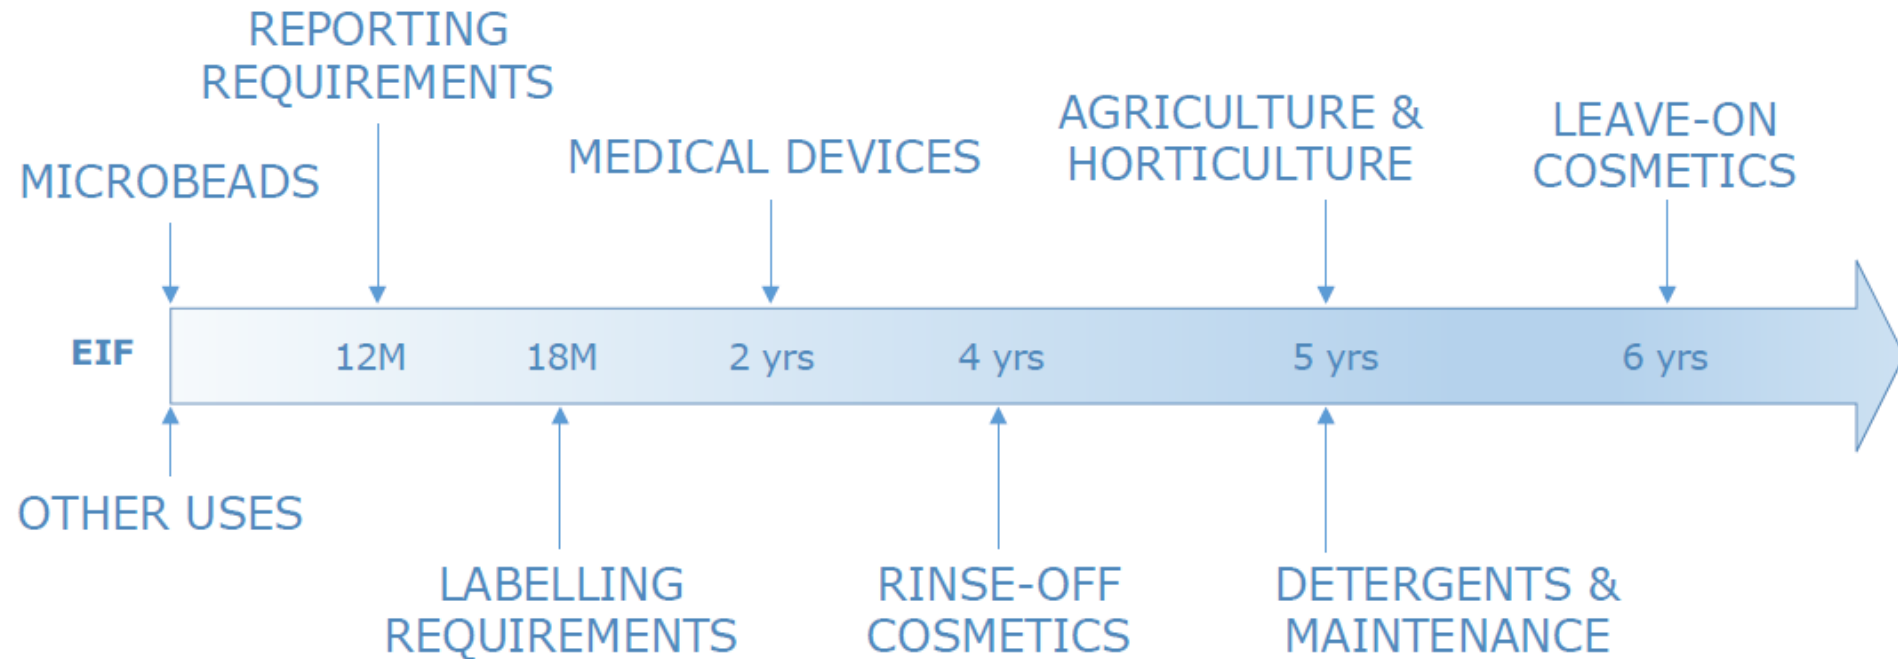 REPORTING
REQUIREMENTS
MICROBEADS
MEDICAL DEVICES
AGRICULTURE &
HORTICULTURE
LEAVE-ON
COSMETICS
EIF
12M
18M
2 yrs
4 yrs
5 yrs
6 yrs
OTHER USES
LABELLING
REQUIREMENTS
RINSE-OFF
COSMETICS
DETERGENTS &
MAINTENANCE